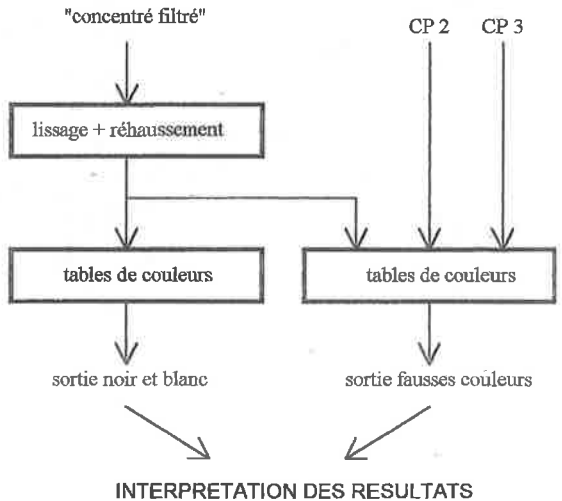 "concentré filtré"
CP 2 CP 3
lissage + réhaussement
tables de couleurs
tables de couleurs
sortie noir et blanc
sortie fausses couleurs
INTERPRETATION DES RESULTATS